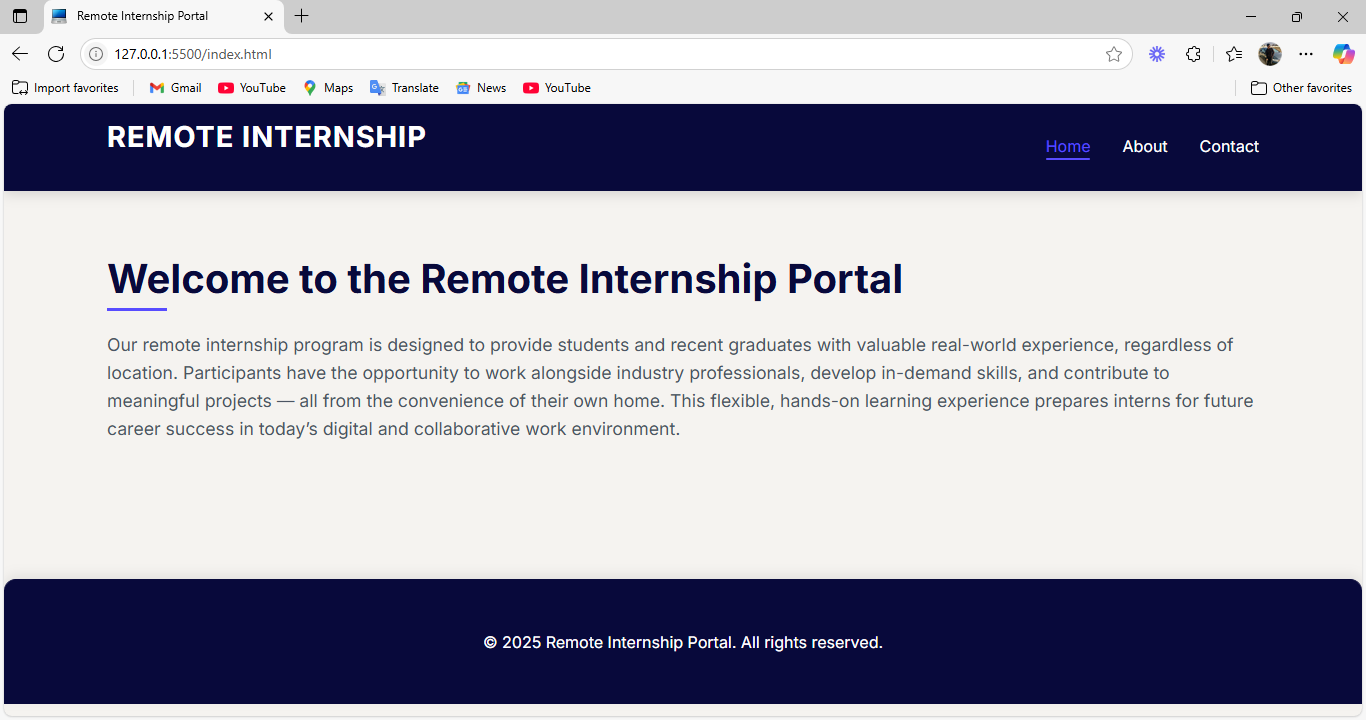 Remote Internship Portal
127.0.0.1:5500/index.html
Import favorites Gmail YouTube Maps Translate News YouTube Other favorites
REMOTE INTERNSHIP
Home About Contact
Welcome to the Remote Internship Portal
Our remote internship program is designed to provide students and recent graduates with valuable real-world experience, regardless of
location. Participants have the opportunity to work alongside industry professionals, develop in-demand skills, and contribute to
meaningful projects — all from the convenience of their own home. This flexible, hands-on learning experience prepares interns for future
career success in today’s digital and collaborative work environment.
© 2025 Remote Internship Portal. All rights reserved.